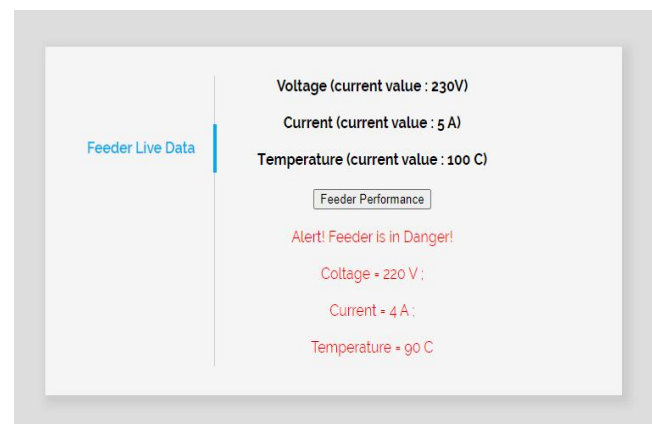 Feeder Live Data
Voltage (current value : 230V)
Current (current value : 5 A)
Temperature (current value : 100 C)
Feeder Performance
Alert! Feeder is in Danger!
Coltage = 220 V ;
Current = 4 A ;
Temperature = 90 C